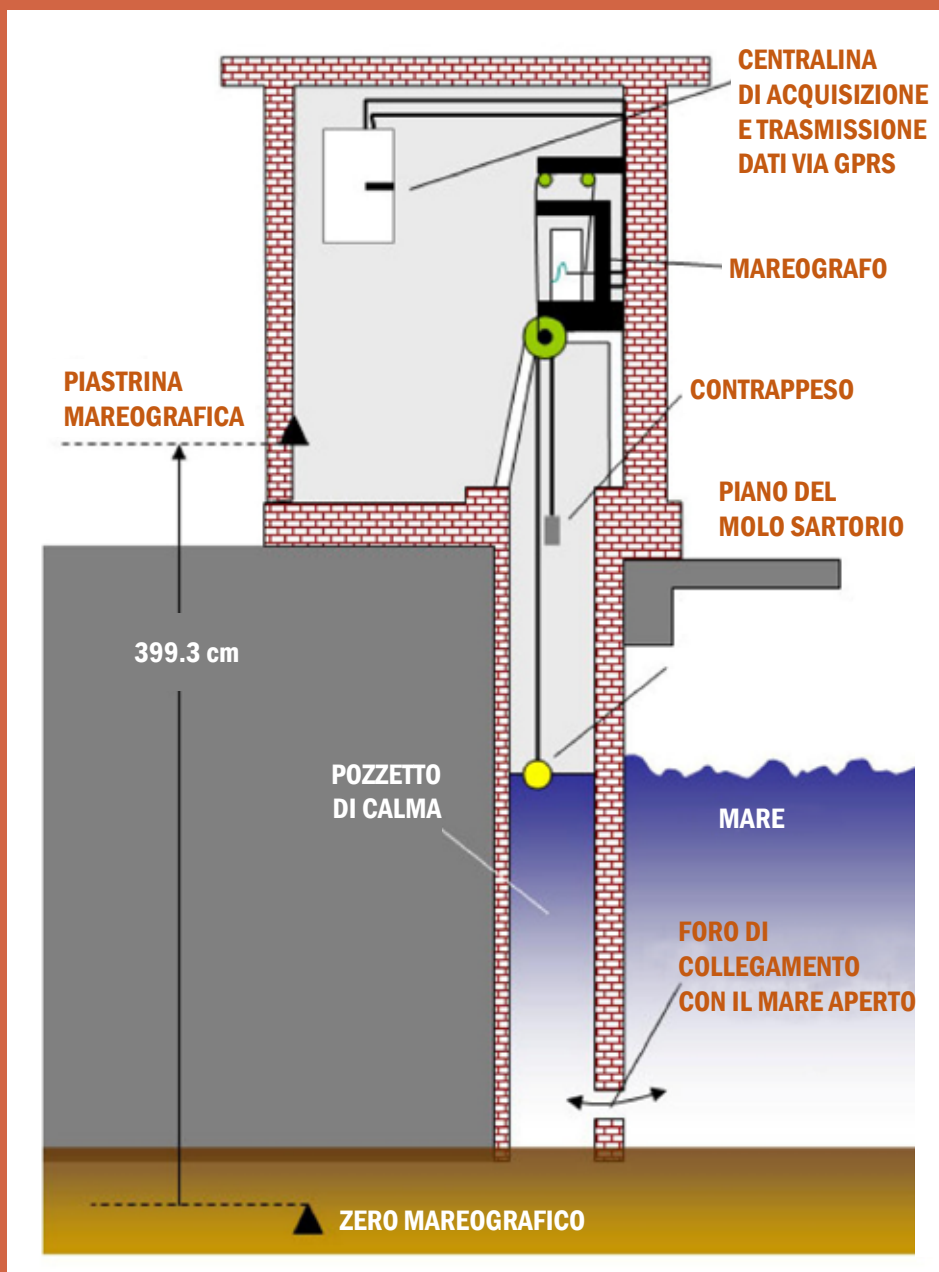 CENTRALINA
DI ACQUISIZIONE
E TRASMISSIONE
DATI VIA GPRS
MAREOGRAFO
PIASTRINA
MAREOGRAFICA
CONTRAPPESO
PIANO DEL
MOLO SARTORIO
399.3 cm
POZZETTO
DI CALMA
MARE
FORO DI
COLLEGAMENTO
CON IL MARE APERTO
ZERO MAREOGRAFICO